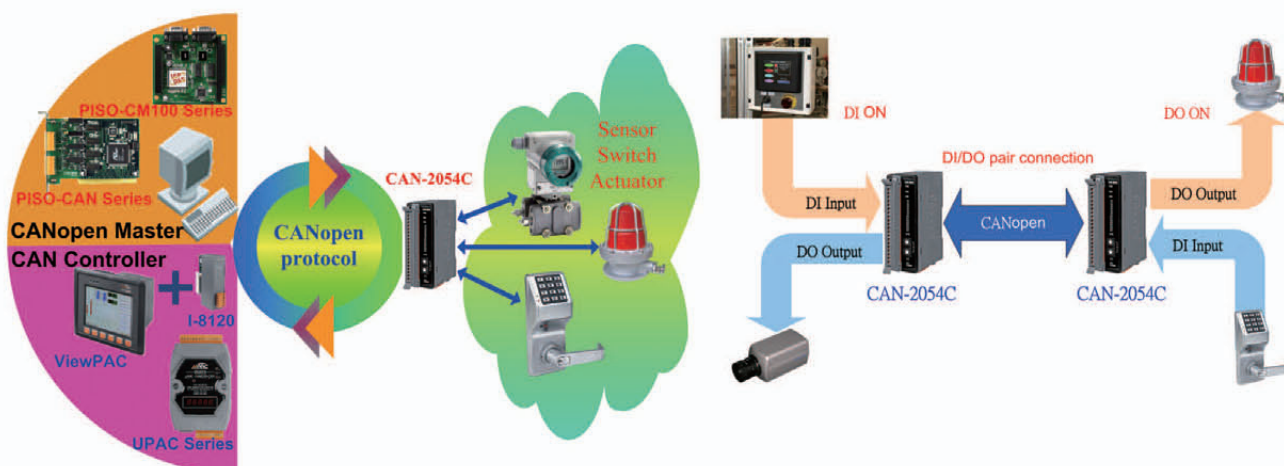 PISO-CM100 Series
PISO-CAN Series
CANopen Master
CAN Controller
I-8120
ViewPAC
UPAC Series
CANopen
protocol
CAN-2054C
Sensor
Switch
Actuator
DI ON
DO ON
DI/DO pair connection
DI Input
DO Output
CANopen
DO Output
DI Input
CAN-2054C
CAN-2054C